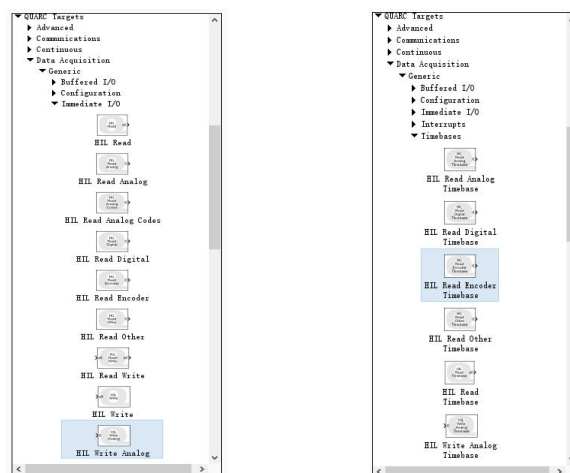 QUARC Targets
Advanced
Communications
Continuous
Data Acquisition
Generic
Buffered I/O
Configuration
Immediate I/O
HIL Read
HIL Read Analog
HIL Read Analog Codes
HIL Read Digital
HIL Read Encoder
HIL Read Other
HIL Read Write
HIL Write
HIL Write Analog
QUARC Targets
Advanced
Communications
Continuous
Data Acquisition
Generic
Buffered I/O
Configuration
Immediate I/O
Interrupts
Timebases
HIL Read Analog
Timebase
HIL Read Digital
Timebase
HIL Read Encoder
Timebase
HIL Read Other
Timebase
HIL Read
Timebase
HIL Write Analog
Timebase